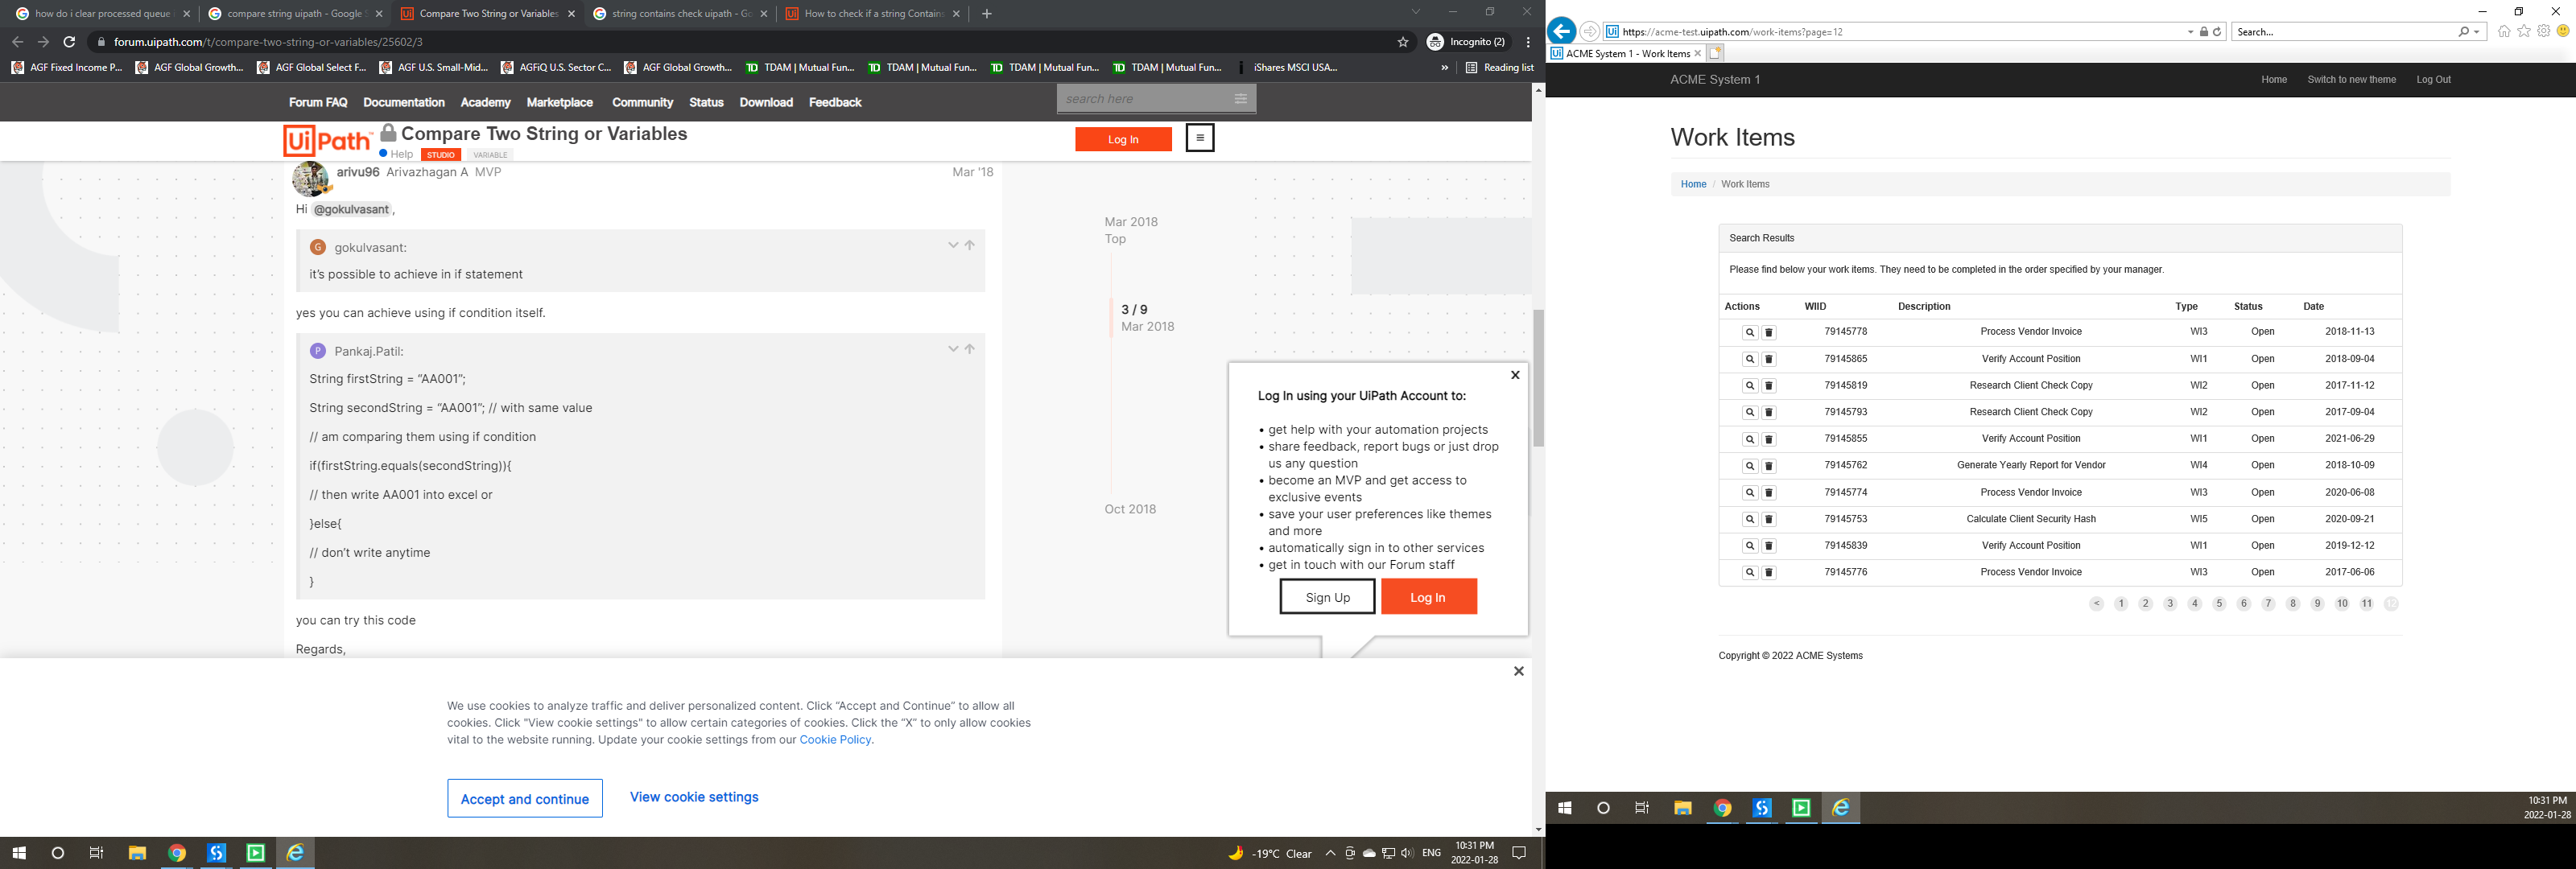 how do i clear processed queue
compare string uipath - Google S
Compare Two String or Variables
string contains check uipath - Go
How to check if a string Contains
forum.uipath.com/t/compare-two-string-or-variables/25602/3
Incognito (2)
AGF Fixed Income P...
AGF Global Growth...
AGF Global Select F...
AGF U.S. Small-Mid...
AGFiQ U.S. Sector C...
AGF Global Growth...
TD TDAM | Mutual Fun...
TD TDAM | Mutual Fun...
TD TDAM | Mutual Fun...
TD TDAM | Mutual Fun...
iShares MSCI USA...
»
Reading list
Forum FAQ Documentation Academy Marketplace Community Status Download Feedback
search here
UiPath™ Compare Two String or Variables
Help STUDIO VARIABLE
Log In
arivu96 Arivazhagan A MVP Mar '18
Hi @gokulvasant,
G gokulvasant:
it's possible to achieve in if statement
yes you can achieve using if condition itself.
P Pankaj.Patil:
String firstString = “AA001”;
String secondString = “AA001”; // with same value
// am comparing them using if condition
if(firstString.equals(secondString)){
// then write AA001 into excel or
}else{
// don't write anytime
}
you can try this code
Regards,
Mar 2018
Top
3 / 9
Mar 2018
Oct 2018
x
Log In using your UiPath Account to:
• get help with your automation projects
• share feedback, report bugs or just drop
us any question
• become an MVP and get access to
exclusive events
• save your user preferences like themes
and more
• automatically sign in to other services
• get in touch with our Forum staff
Sign Up Log In
We use cookies to analyze traffic and deliver personalized content. Click “Accept and Continue” to allow all
cookies. Click "View cookie settings" to allow certain categories of cookies. Click the “X” to only allow cookies
vital to the website running. Update your cookie settings from our Cookie Policy.
Accept and continue View cookie settings
-19°C Clear
ENG
10:31 PM
2022-01-28
https://acme-test.uipath.com/work-items?page=12
Search...
ACME System 1 - Work Items
ACME System 1 Home Switch to new theme Log Out
Work Items
Home / Work Items
Search Results
Please find below your work items. They need to be completed in the order specified by your manager.
Actions WIID Description Type Status Date
79145778 Process Vendor Invoice WI3 Open 2018-11-13
79145865 Verify Account Position WI1 Open 2018-09-04
79145819 Research Client Check Copy WI2 Open 2017-11-12
79145793 Research Client Check Copy WI2 Open 2017-09-04
79145855 Verify Account Position WI1 Open 2021-06-29
79145762 Generate Yearly Report for Vendor WI4 Open 2018-10-09
79145774 Process Vendor Invoice WI3 Open 2020-06-08
79145753 Calculate Client Security Hash WI5 Open 2020-09-21
79145839 Verify Account Position WI1 Open 2019-12-12
79145776 Process Vendor Invoice WI3 Open 2017-06-06
< 1 2 3 4 5 6 7 8 9 10 11 12
Copyright © 2022 ACME Systems
10:31 PM
2022-01-28